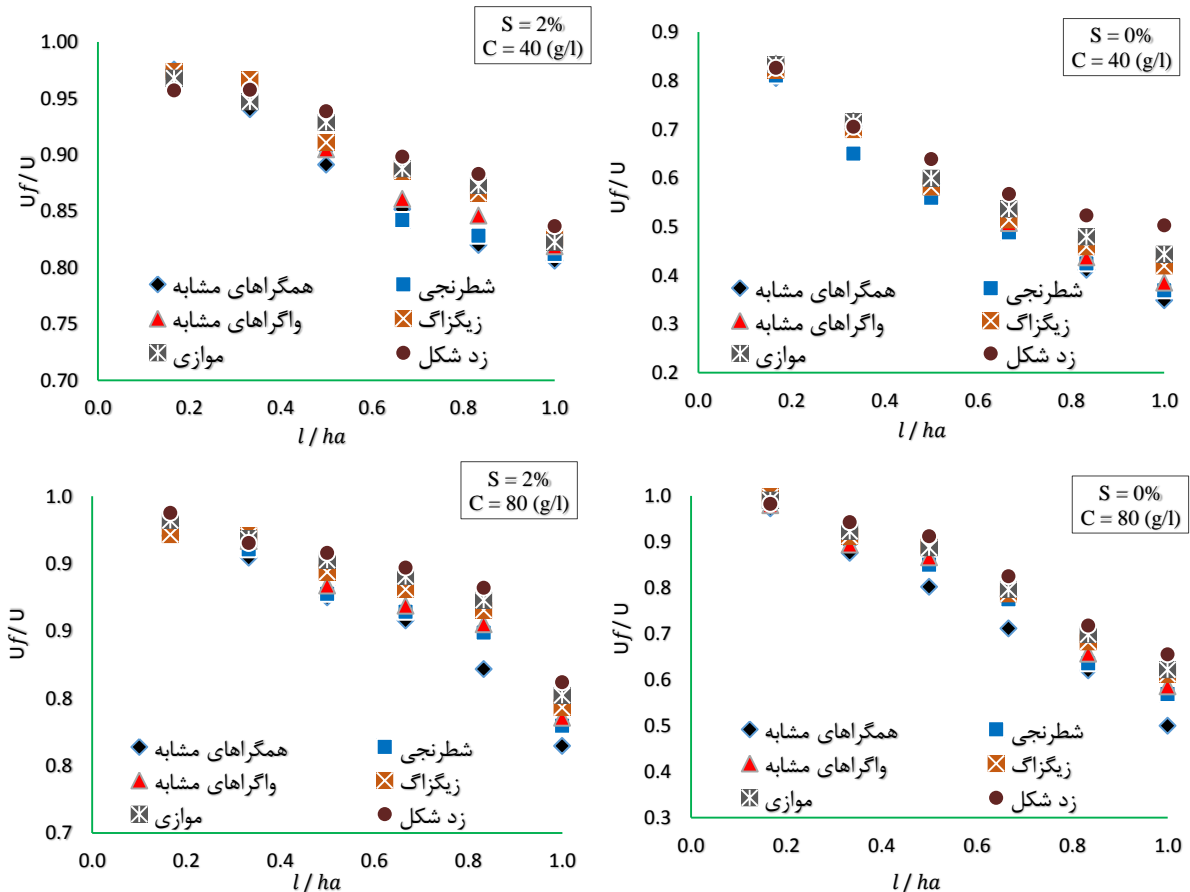 S = 2%
C = 40 (g/l)
1.00
0.95
0.90
0.85
0.80
0.75
0.70
Uf / U
همگراهای مشابه
شطرنجی
واگراهای مشابه
زیگزاگ
موازی
زد شکل
0.0 0.2 0.4 0.6 0.8 1.0
l / ha
S = 0%
C = 40 (g/l)
0.9
0.8
0.7
0.6
0.5
0.4
0.3
0.2
Uf / U
همگراهای مشابه
شطرنجی
واگراهای مشابه
زیگزاگ
موازی
زد شکل
0.0 0.2 0.4 0.6 0.8 1.0
l / ha
S = 2%
C = 80 (g/l)
1.0
0.9
0.9
0.8
0.8
0.7
Uf / U
همگراهای مشابه
شطرنجی
واگراهای مشابه
زیگزاگ
موازی
زد شکل
0.0 0.2 0.4 0.6 0.8 1.0
l / ha
S = 0%
C = 80 (g/l)
1.0
0.9
0.8
0.7
0.6
0.5
0.4
0.3
Uf / U
همگراهای مشابه
شطرنجی
واگراهای مشابه
زیگزاگ
موازی
زد شکل
0.0 0.2 0.4 0.6 0.8 1.0
l / ha